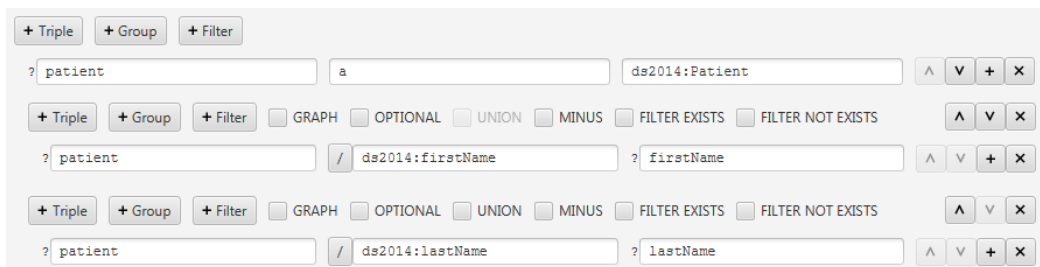 + Triple + Group + Filter
? patient a ds2014:Patient
+ Triple + Group + Filter GRAPH OPTIONAL UNION MINUS FILTER EXISTS FILTER NOT EXISTS
? patient / ds2014:firstName ? firstName
+ Triple + Group + Filter GRAPH OPTIONAL UNION MINUS FILTER EXISTS FILTER NOT EXISTS
? patient / ds2014:lastName ? lastName